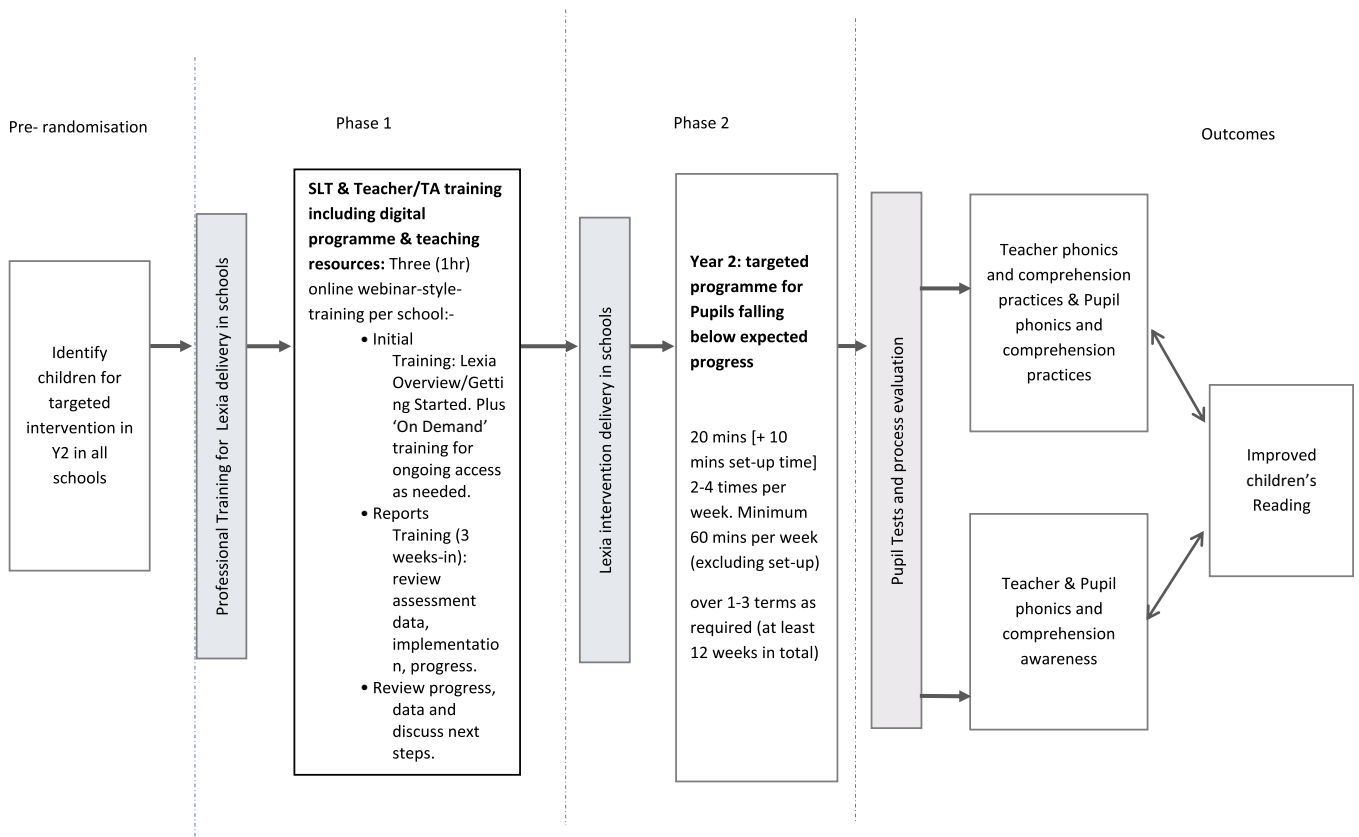 Pre- randomisation
Phase 1
Phase 2
Outcomes
Identify
children for
targeted
intervention in
Y2 in all
schools
Professional Training for  Lexia delivery in schools
SLT & Teacher/TA training
including digital
programme & teaching
resources: Three (1hr)
online webinar-style-
training per school:-
• Initial
Training: Lexia
Overview/Getti
ng Started. Plus
‘On Demand’
training for
ongoing access
as needed.
• Reports
Training (3
weeks-in):
review
assessment
data,
implementatio
n, progress.
• Review progress,
data and
discuss next
steps.
Lexia intervention delivery in schools
Year 2: targeted
programme for
Pupils falling
below expected
progress
20 mins [+ 10
mins set-up time]
2-4 times per
week. Minimum
60 mins per week
(excluding set-up)
over 1-3 terms as
required (at least
12 weeks in total)
Pupil Tests and process evaluation
Teacher phonics
and comprehension
practices & Pupil
phonics and
comprehension
practices
Teacher & Pupil
phonics and
comprehension
awareness
Improved
children’s
Reading